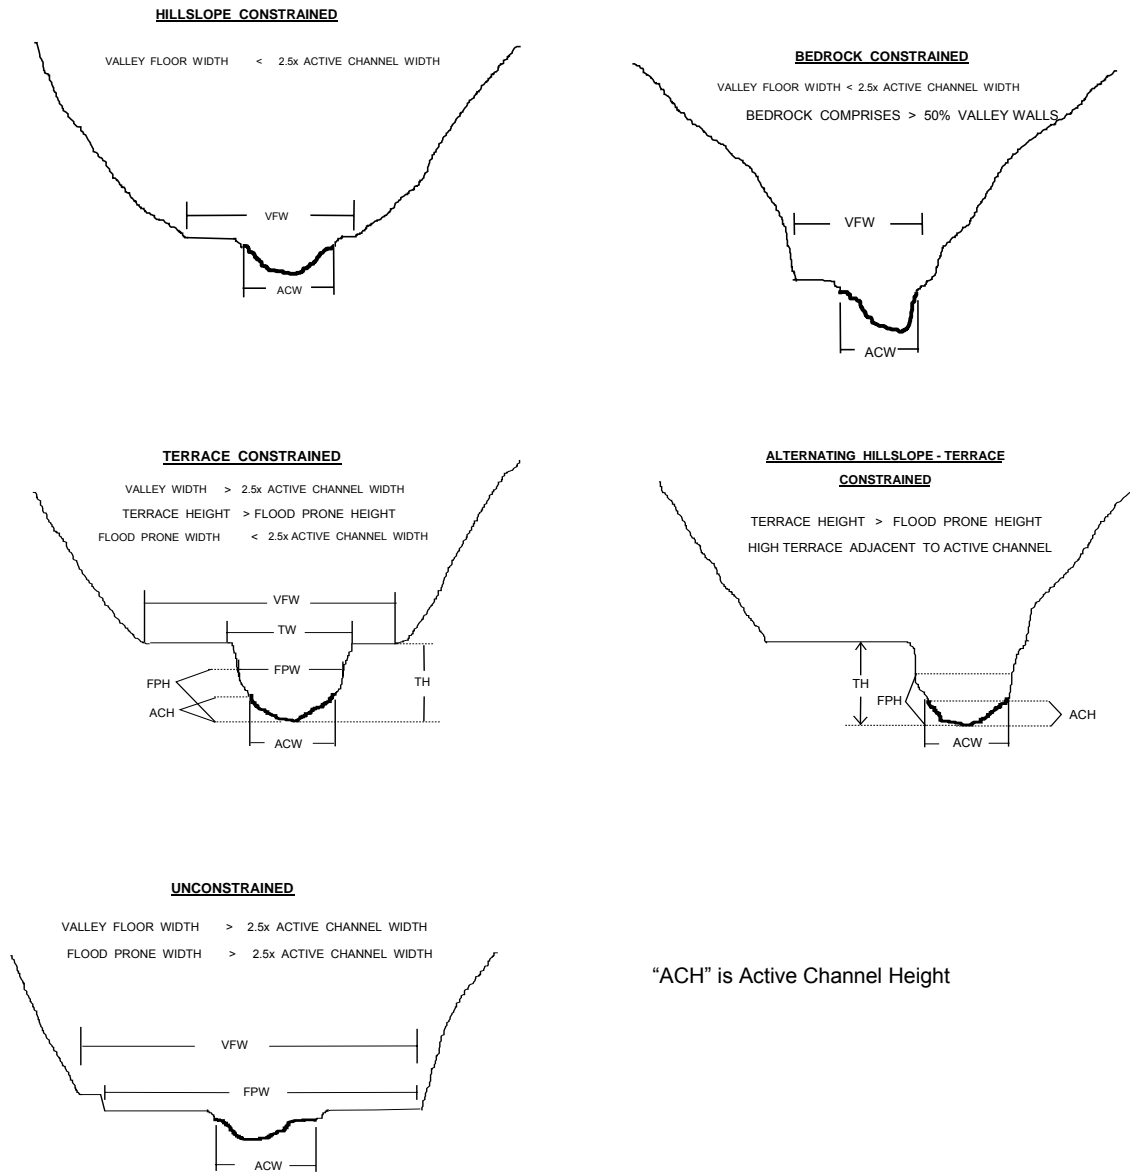 HILLSLOPE CONSTRAINED
VALLEY FLOOR WIDTH < 2.5x ACTIVE CHANNEL WIDTH
VFW
ACW
BEDROCK CONSTRAINED
VALLEY FLOOR WIDTH < 2.5x ACTIVE CHANNEL WIDTH
BEDROCK COMPRISES > 50% VALLEY WALLS
VFW
ACW
TERRACE CONSTRAINED
VALLEY WIDTH > 2.5x ACTIVE CHANNEL WIDTH
TERRACE HEIGHT > FLOOD PRONE HEIGHT
FLOOD PRONE WIDTH < 2.5x ACTIVE CHANNEL WIDTH
VFW
TW
FPW
FPH
TH
ACH
ACW
ALTERNATING HILLSLOPE - TERRACE
CONSTRAINED
TERRACE HEIGHT > FLOOD PRONE HEIGHT
HIGH TERRACE ADJACENT TO ACTIVE CHANNEL
TH
FPH
ACH
ACW
UNCONSTRAINED
VALLEY FLOOR WIDTH > 2.5x ACTIVE CHANNEL WIDTH
FLOOD PRONE WIDTH > 2.5x ACTIVE CHANNEL WIDTH
VFW
FPW
ACW
“ACH” is Active Channel Height